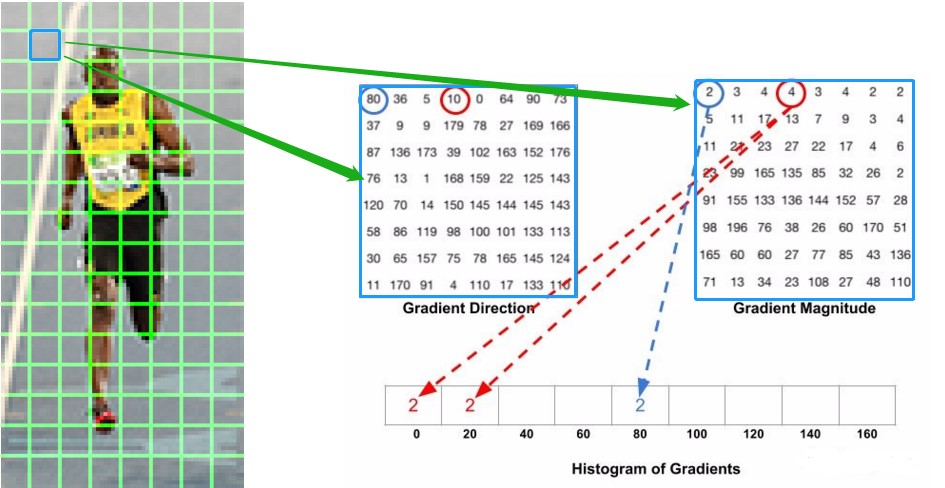 80 36 5 10 0 64 90 73
37 9 9 179 78 27 169 166
87 136 173 39 102 163 152 176
76 13 1 168 159 22 125 143
120 70 14 150 145 144 145 143
58 86 119 98 100 101 133 113
30 65 157 75 78 165 145 124
11 170 91 4 110 17 133 110
Gradient Direction
2 3 4 4 3 4 2 2
5 11 17 13 7 9 3 4
11 21 23 27 22 17 4 6
23 99 165 135 85 32 26 2
91 155 133 136 144 152 57 28
98 196 76 38 26 60 170 51
165 60 60 27 77 85 43 136
71 13 34 23 108 27 48 110
Gradient Magnitude
2 2 2
0 20 40 60 80 100 120 140 160
Histogram of Gradients